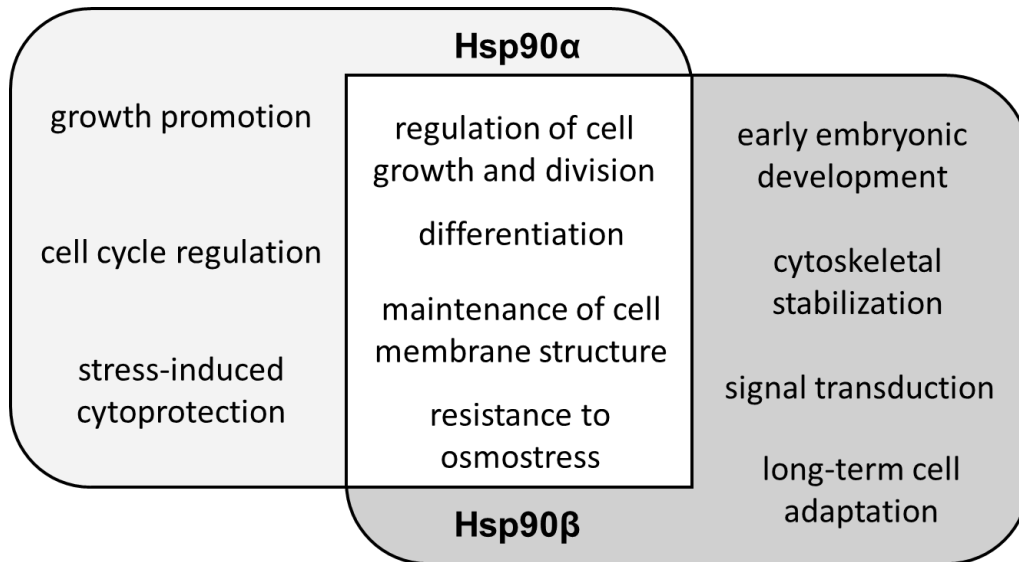 Hsp90α
growth promotion
cell cycle regulation
stress-induced
cytoprotection
regulation of cell
growth and division
differentiation
maintenance of cell
membrane structure
resistance to
osmostress
early embryonic
development
cytoskeletal
stabilization
signal transduction
long-term cell
adaptation
Hsp90β